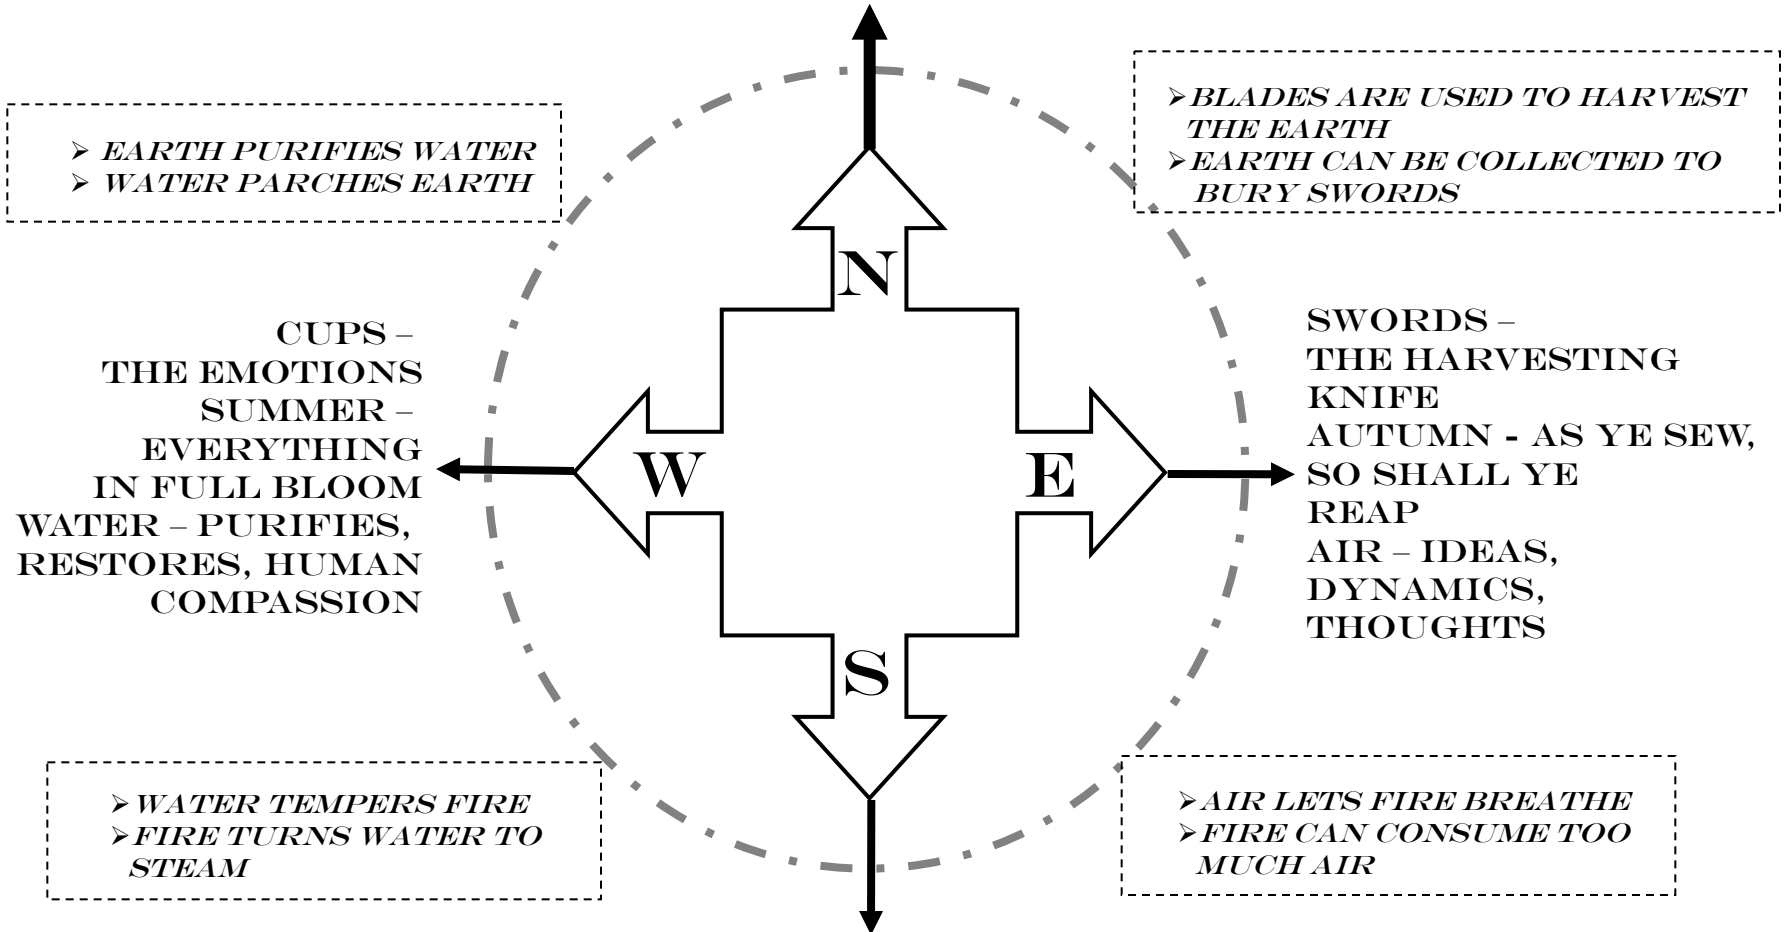 ➢ EARTH PURIFIES WATER
➢ WATER PARCHES EARTH
➢BLADES ARE USED TO HARVEST
THE EARTH
➢EARTH CAN BE COLLECTED TO
BURY SWORDS
N
CUPS –
THE EMOTIONS
SUMMER –
EVERYTHING
IN FULL BLOOM
WATER – PURIFIES,
RESTORES, HUMAN
COMPASSION
W
E
SWORDS –
THE HARVESTING
KNIFE
AUTUMN - AS YE SEW,
SO SHALL YE
REAP
AIR – IDEAS,
DYNAMICS,
THOUGHTS
S
➢WATER TEMPERS FIRE
➢FIRE TURNS WATER TO
STEAM
➢AIR LETS FIRE BREATHE
➢FIRE CAN CONSUME TOO
MUCH AIR